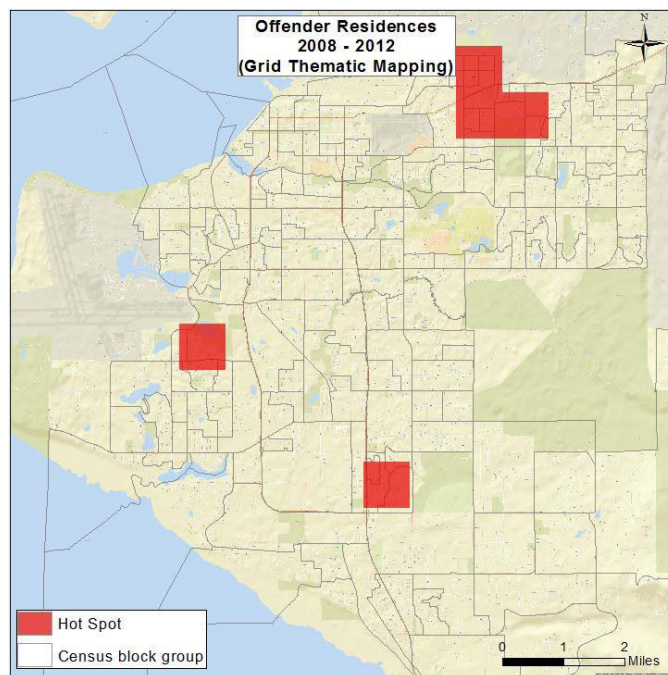 Offender Residences
2008 - 2012
(Grid Thematic Mapping)
N
Hot Spot
Census block group
0 1 2
Miles